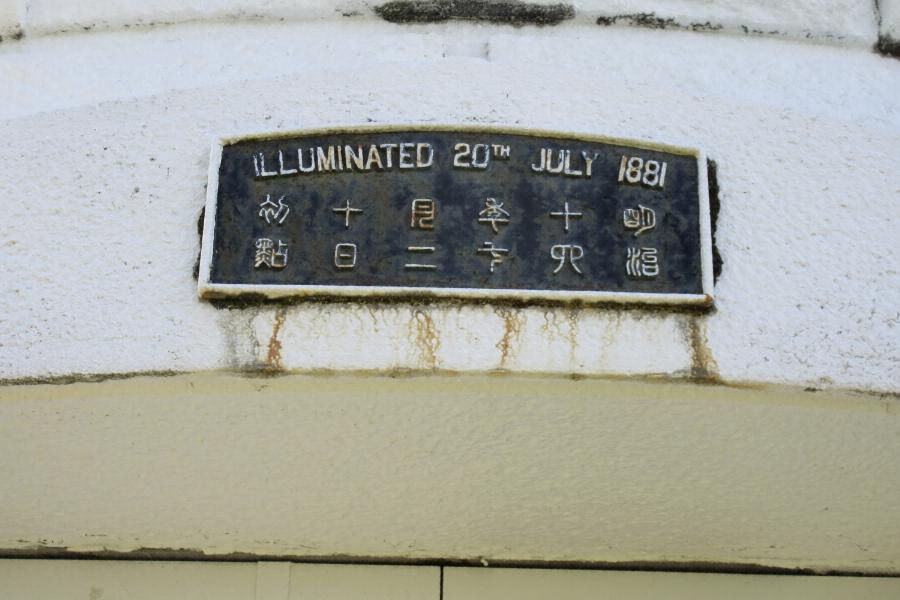 ILLUMINATED 20TH JULY 1881
明治
十四
年七
月二
十日
初點